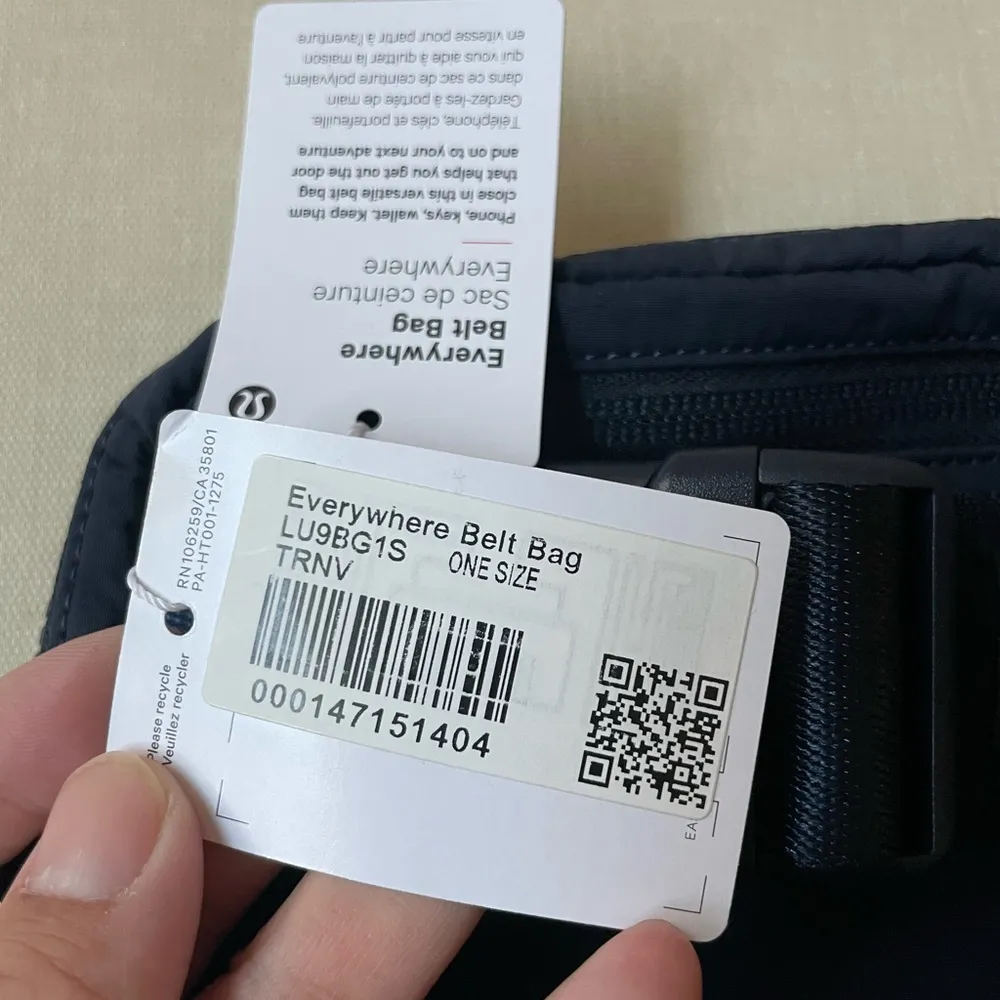 Everywhere
Belt Bag
Sac de ceinture
Everywhere
Phone, keys, wallet. Keep them
close in this versatile belt bag
that helps you get out the door
and on to your next adventure
Téléphone, clés et portefeuille.
Gardez-les à portée de main
dans ce sac de ceinture polyvalent,
qui vous aide à quitter la maison
en vitesse pour partir à l'aventure
RN106259/CA 35801
PA-HT001-1275
Please recycle
Veuillez recycler
Everywhere Belt Bag
LU9BG1S ONE SIZE
TRNV
000147151404
EA